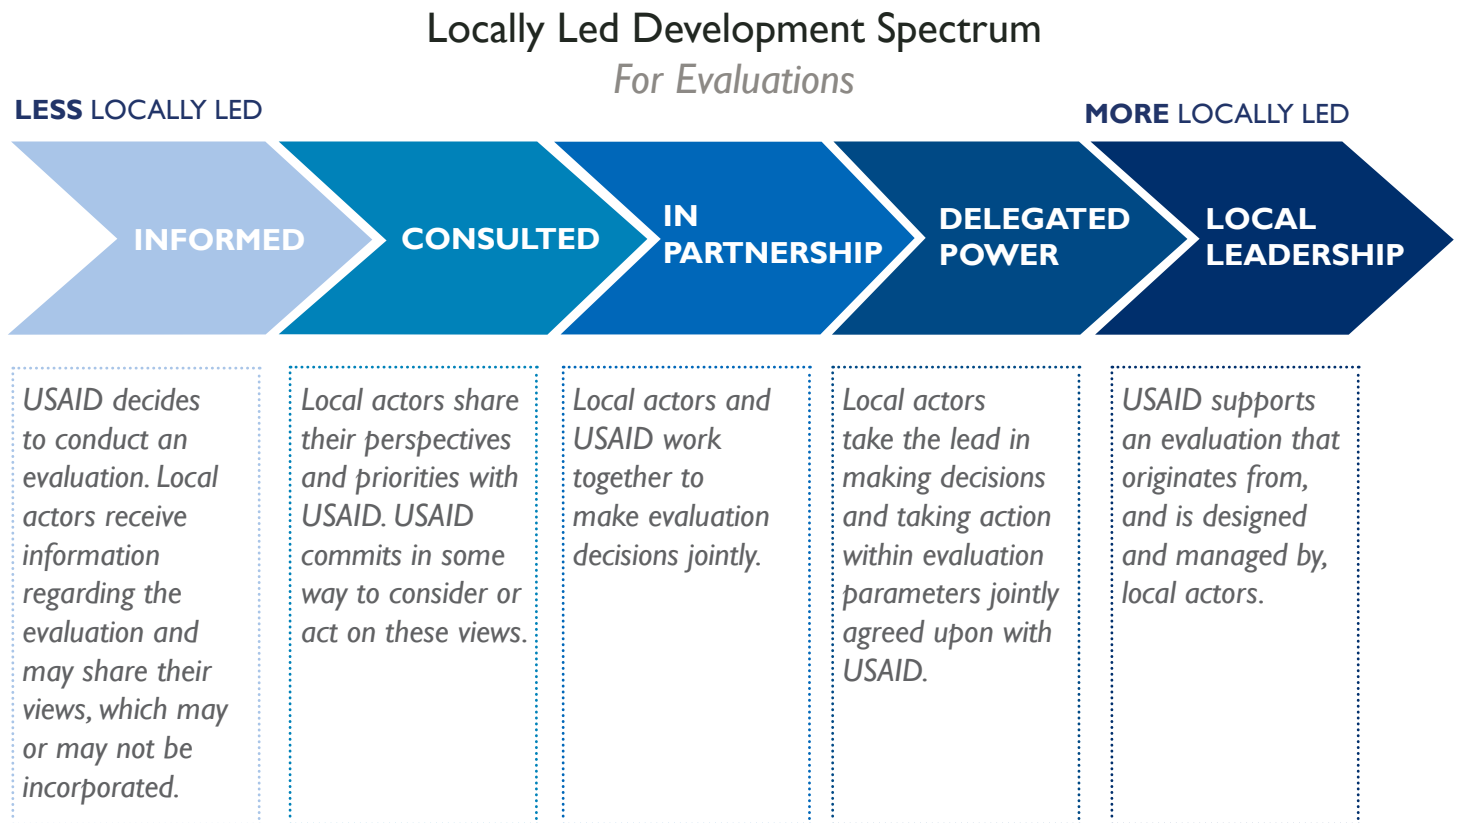 Locally Led Development Spectrum
For Evaluations
LESS LOCALLY LED
MORE LOCALLY LED
INFORMED
CONSULTED
IN
PARTNERSHIP
DELEGATED
POWER
LOCAL
LEADERSHIP
USAID decides
to conduct an
evaluation. Local
actors receive
information
regarding the
evaluation and
may share their
views, which may
or may not be
incorporated.
Local actors share
their perspectives
and priorities with
USAID. USAID
commits in some
way to consider or
act on these views.
Local actors and
USAID work
together to
make evaluation
decisions jointly.
Local actors
take the lead in
making decisions
and taking action
within evaluation
parameters jointly
agreed upon with
USAID.
USAID supports
an evaluation that
originates from,
and is designed
and managed by,
local actors.